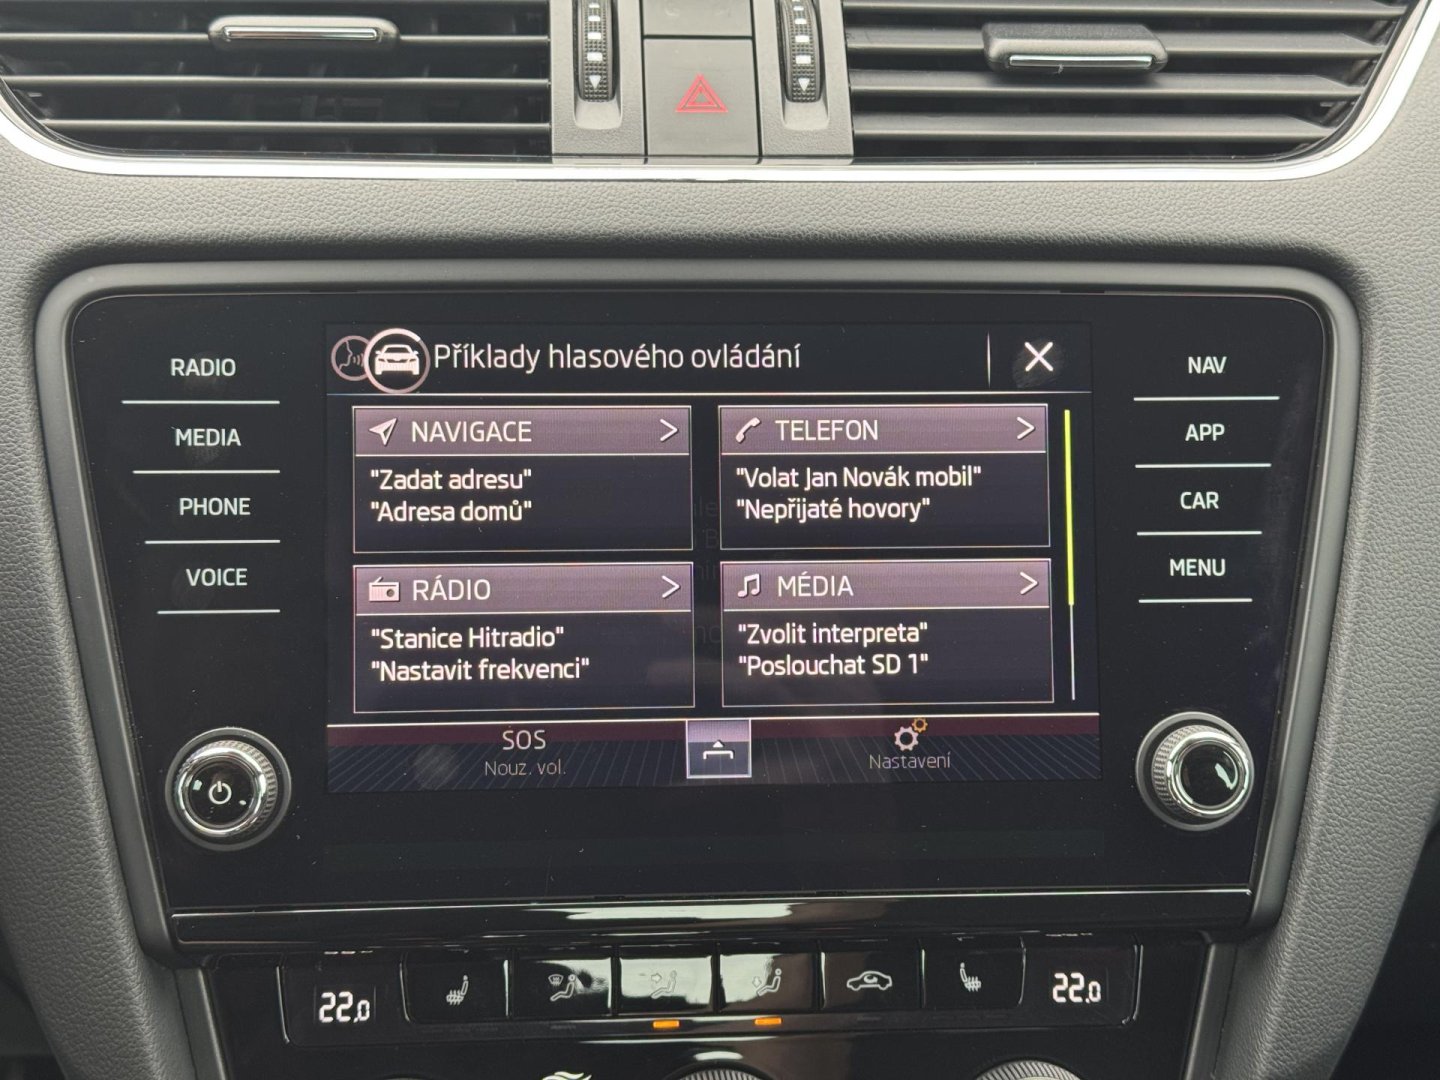 RADIO
MEDIA
PHONE
VOICE
Příklady hlasového ovládání
NAVIGACE
"Zadat adresu"
"Adresa domů"
TELEFON
"Volat Jan Novák mobil"
"Nepřijaté hovory"
RÁDIO
"Stanice Hitradio"
"Nastavit frekvenci"
MÉDIA
"Zvolit interpreta"
"Poslouchat SD 1"
SOS
Nouz. vol.
Nastavení
NAV
APP
CAR
MENU
22.0
22.0